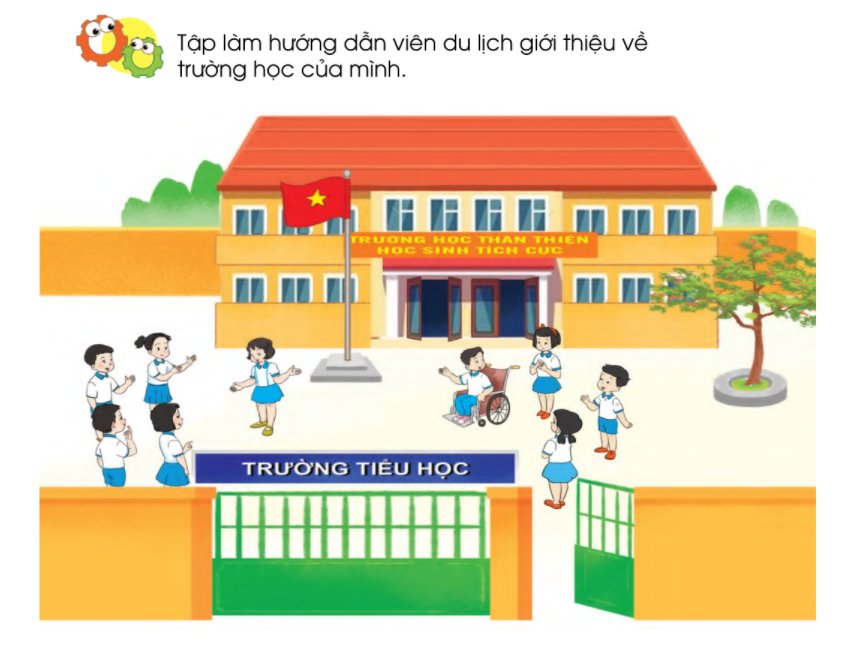 Tập làm hướng dẫn viên du lịch giới thiệu về
trường học của mình.
TRƯỜNG HỌC THÂN THIỆN
HỌC SINH TÍCH CỰC
TRƯỜNG TIỂU HỌC